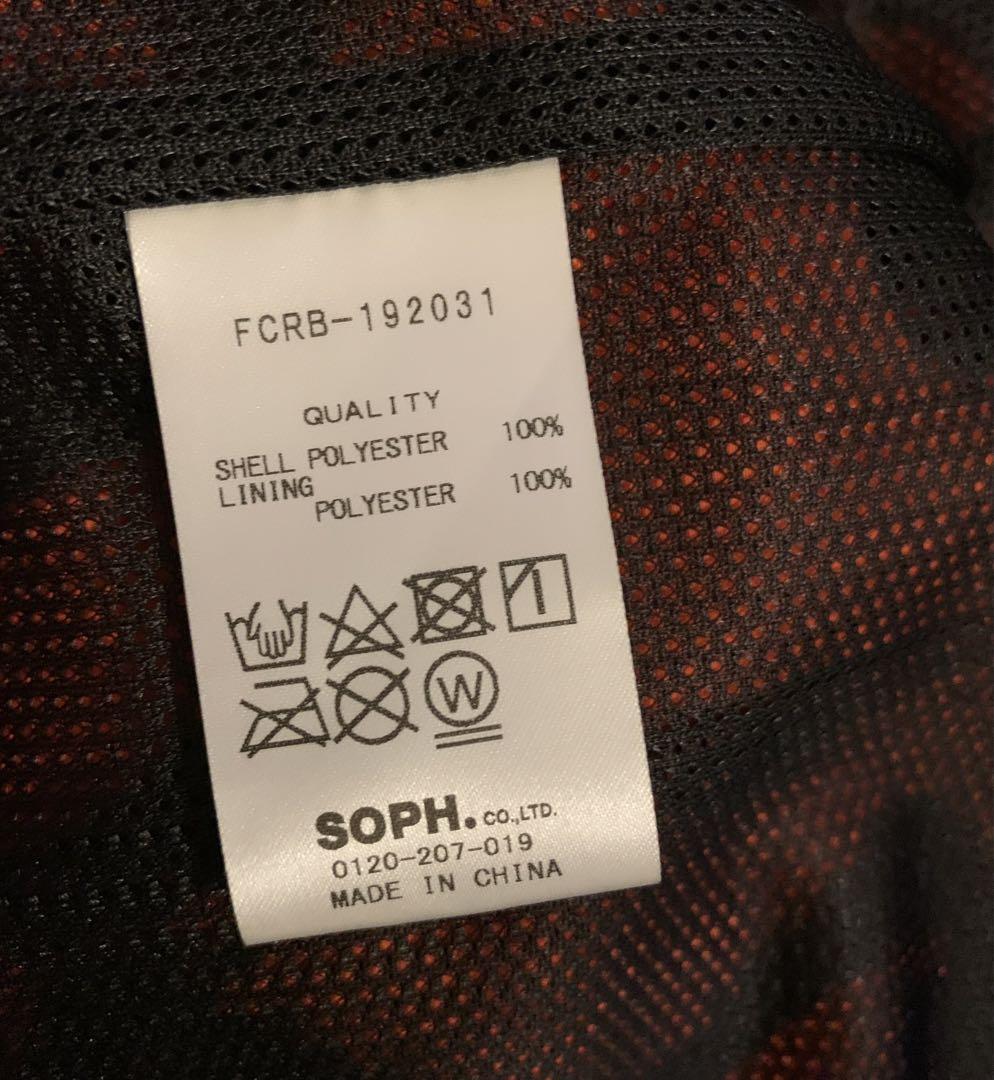 FCRB-192031
QUALITY
SHELL POLYESTER 100%
LINING
POLYESTER 100%
W
SOPH. CO.,LTD.
0120-207-019
MADE IN CHINA